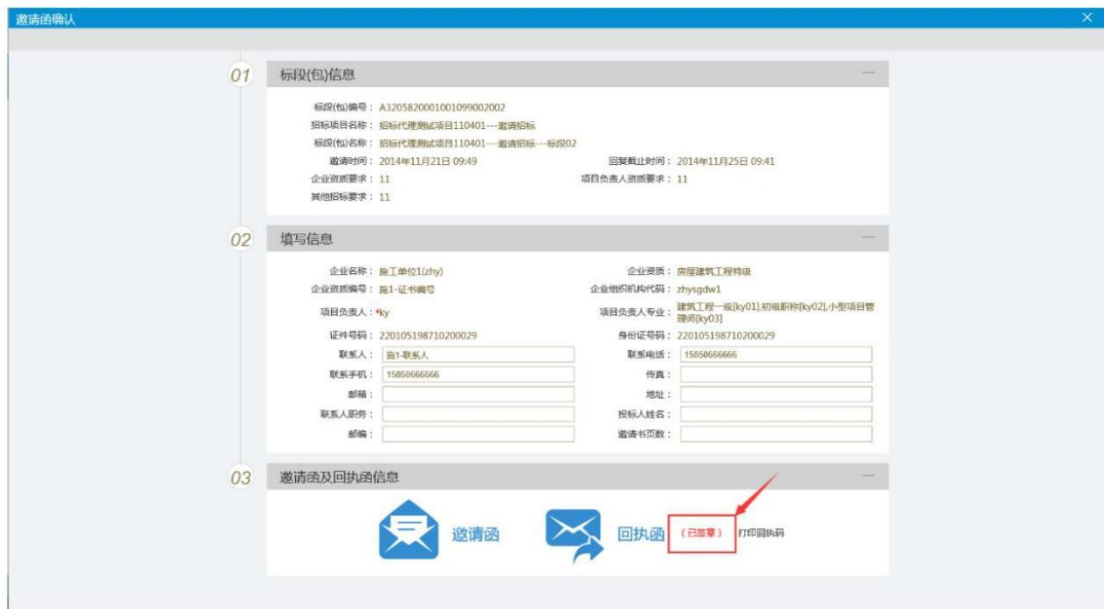 邀请函确认
01 标段(包)信息
标段(包)编号： A3205820001001099002002
招标项目名称： 招标代理测试项目110401---邀请招标
标段(包)名称： 招标代理测试项目110401---邀请招标---标段02
邀请时间： 2014年11月21日 09:49 回复截止时间： 2014年11月25日 09:41
企业资质要求： 11 项目负责人资质要求： 11
其他招标要求： 11
02 填写信息
企业名称： 施工单位1(zhy) 企业资质： 房屋建筑工程特级
企业资质编号： 施1-证书编号 企业组织机构代码： zhysgdw1
项目负责人：*ky 项目负责人专业： 建筑工程一级[ky01],初级职称[ky02],小型项目管
理师[ky03]
证件号码： 220105198710200029 身份证号码： 220105198710200029
联系人： 施1-联系人 联系电话： 15850666666
联系手机： 15850666666 传真：
邮箱： 地址：
联系人职务： 投标人姓名：
邮编： 邀请书页数：
03 邀请函及回执函信息
邀请函 回执函 （已签章） 打印回执码